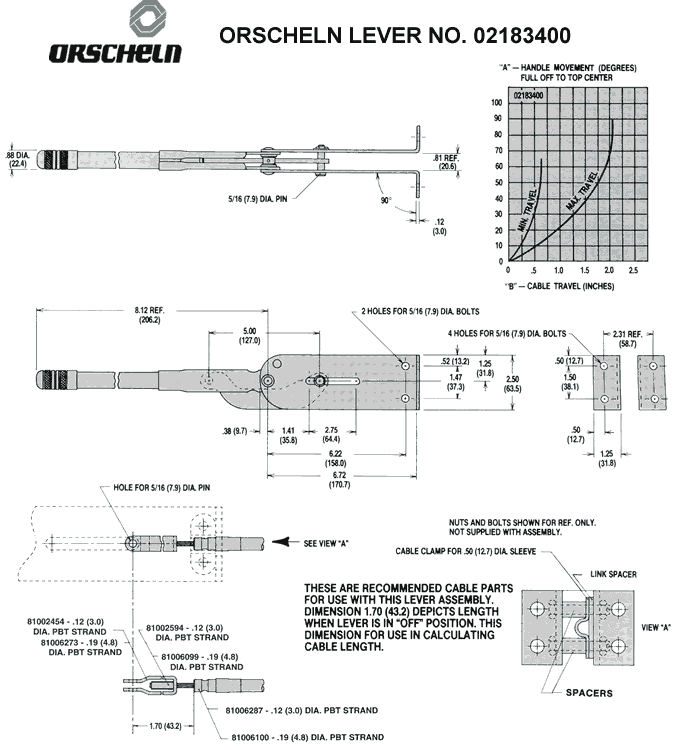 ORSCHELN
ORSCHELN LEVER NO. 02183400
"A" — HANDLE MOVEMENT (DEGREES)
FULL OFF TO TOP CENTER
02183400
100
90
80
70
60
50
40
30
20
10
0
MIN. TRAVEL
MAX. TRAVEL
0 .5 1.0 1.5 2.0 2.5
"B" — CABLE TRAVEL (INCHES)
.88 DIA.
(22.4)
5/16 (7.9) DIA. PIN
90°
.81 REF.
(20.6)
.12
(3.0)
8.12 REF.
(206.2)
5.00
(127.0)
2 HOLES FOR 5/16 (7.9) DIA. BOLTS
4 HOLES FOR 5/16 (7.9) DIA. BOLTS
2.31 REF.
(58.7)
.52 (13.2)
1.47
(37.3)
1.25
(31.8)
2.50
(63.5)
.50
(12.7)
1.50
(38.1)
.50
(12.7)
1.25
(31.8)
.38 (9.7)
1.41
(35.8)
2.75
(64.4)
6.22
(158.0)
6.72
(170.7)
HOLE FOR 5/16 (7.9) DIA. PIN
SEE VIEW "A"
NUTS AND BOLTS SHOWN FOR REF. ONLY.
NOT SUPPLIED WITH ASSEMBLY.
CABLE CLAMP FOR .50 (12.7) DIA. SLEEVE
LINK SPACER
VIEW "A"
SPACERS
THESE ARE RECOMMENDED CABLE PARTS
FOR USE WITH THIS LEVER ASSEMBLY.
DIMENSION 1.70 (43.2) DEPICTS LENGTH
WHEN LEVER IS IN "OFF" POSITION. THIS
DIMENSION FOR USE IN CALCULATING
CABLE LENGTH.
81002454 - .12 (3.0)
DIA. PBT STRAND
81006273 - .19 (4.8)
DIA. PBT STRAND
81002594 - .12 (3.0)
DIA. PBT STRAND
81006099 - .19 (4.8)
DIA. PBT STRAND
81006287 - .12 (3.0) DIA. PBT STRAND
1.70 (43.2)
81006100 - .19 (4.8) DIA. PBT STRAND